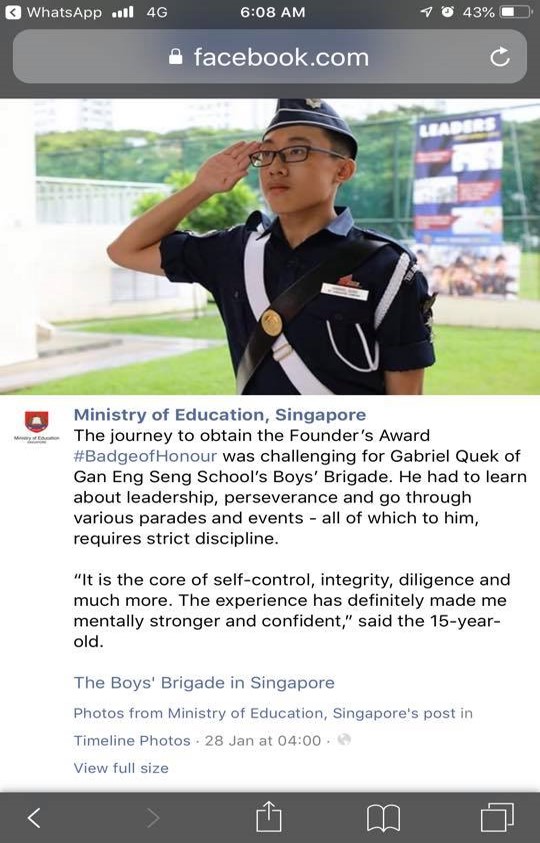 WhatsApp 4G 6:08 AM 43%
facebook.com
LEADERS
Ministry of Education, Singapore
The journey to obtain the Founder's Award
#BadgeofHonour was challenging for Gabriel Quek of
Gan Eng Seng School's Boys' Brigade. He had to learn
about leadership, perseverance and go through
various parades and events – all of which to him,
requires strict discipline.
"It is the core of self-control, integrity, diligence and
much more. The experience has definitely made me
mentally stronger and confident," said the 15-year-
old.
The Boys' Brigade in Singapore
Photos from Ministry of Education, Singapore's post in
Timeline Photos · 28 Jan at 04:00 ·
View full size
Ministry of Education